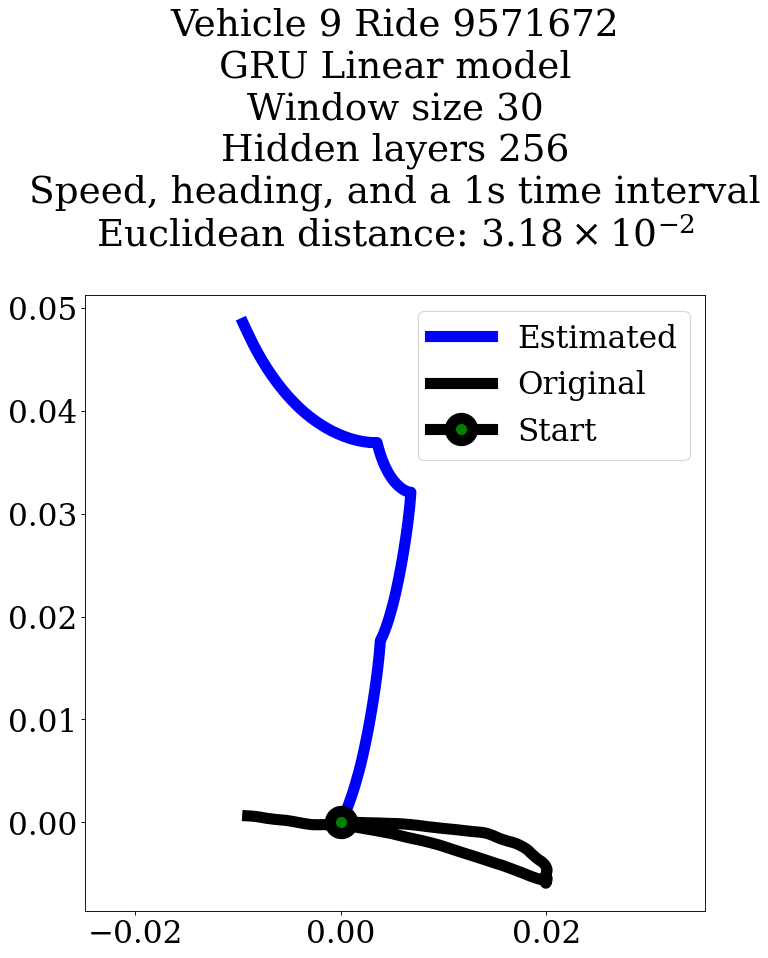 Vehicle 9 Ride 9571672
GRU Linear model
Window size 30
Hidden layers 256
Speed, heading, and a 1s time interval
Euclidean distance: 3.18 × 10⁻²
0.05
0.04
0.03
0.02
0.01
0.00
Estimated
Original
Start
−0.02
0.00
0.02